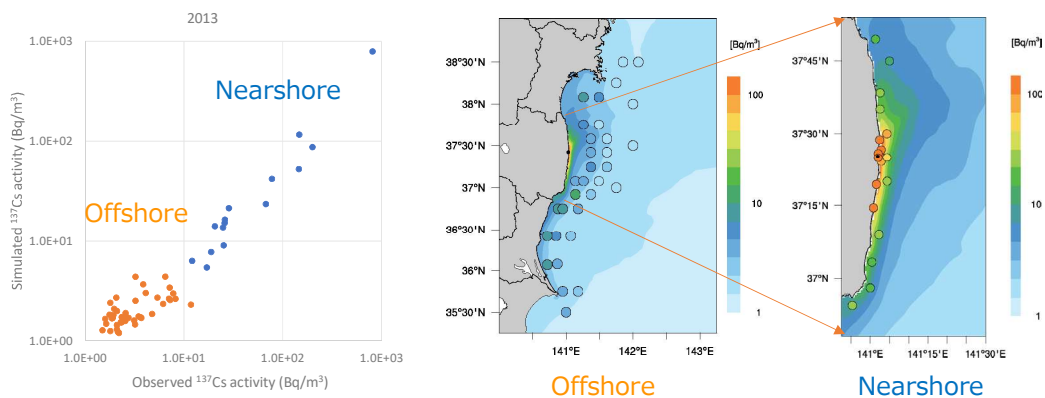 2013
1.0E+03
1.0E+02
1.0E+01
1.0E+00
1.0E+00
1.0E+01
1.0E+02
1.0E+03
Simulated ¹³⁷Cs activity (Bq/m³)
Observed ¹³⁷Cs activity (Bq/m³)
Nearshore
Offshore
38°30'N
38°N
37°30'N
37°N
36°30'N
36°N
35°30'N
141°E
142°E
143°E
[Bq/m³]
100
10
1
Offshore
37°45'N
37°30'N
37°15'N
37°N
141°E
141°15'E
141°30'E
[Bq/m³]
100
10
1
Nearshore